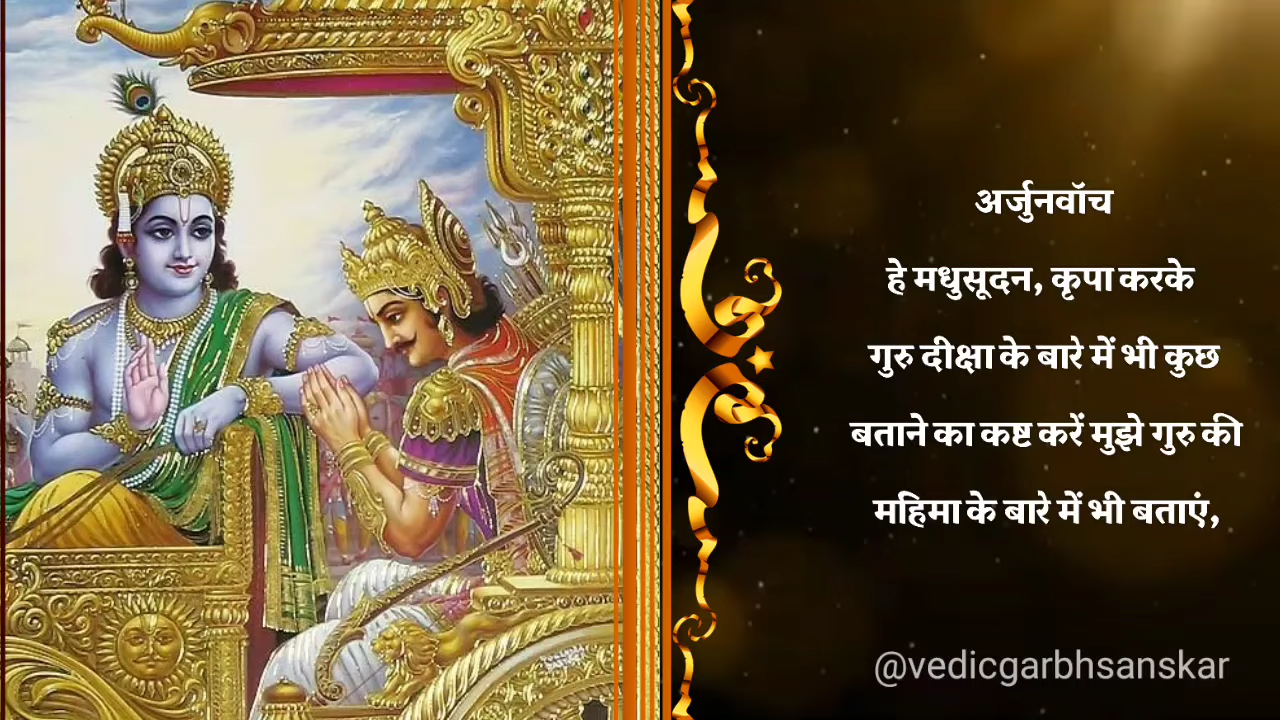 अर्जुनवॉच
हे मधुसूदन, कृपा करके
गुरु दीक्षा के बारे में भी कुछ
बताने का कष्ट करें मुझे गुरु की
महिमा के बारे में भी बताएं,
@vedicgarbhsanskar